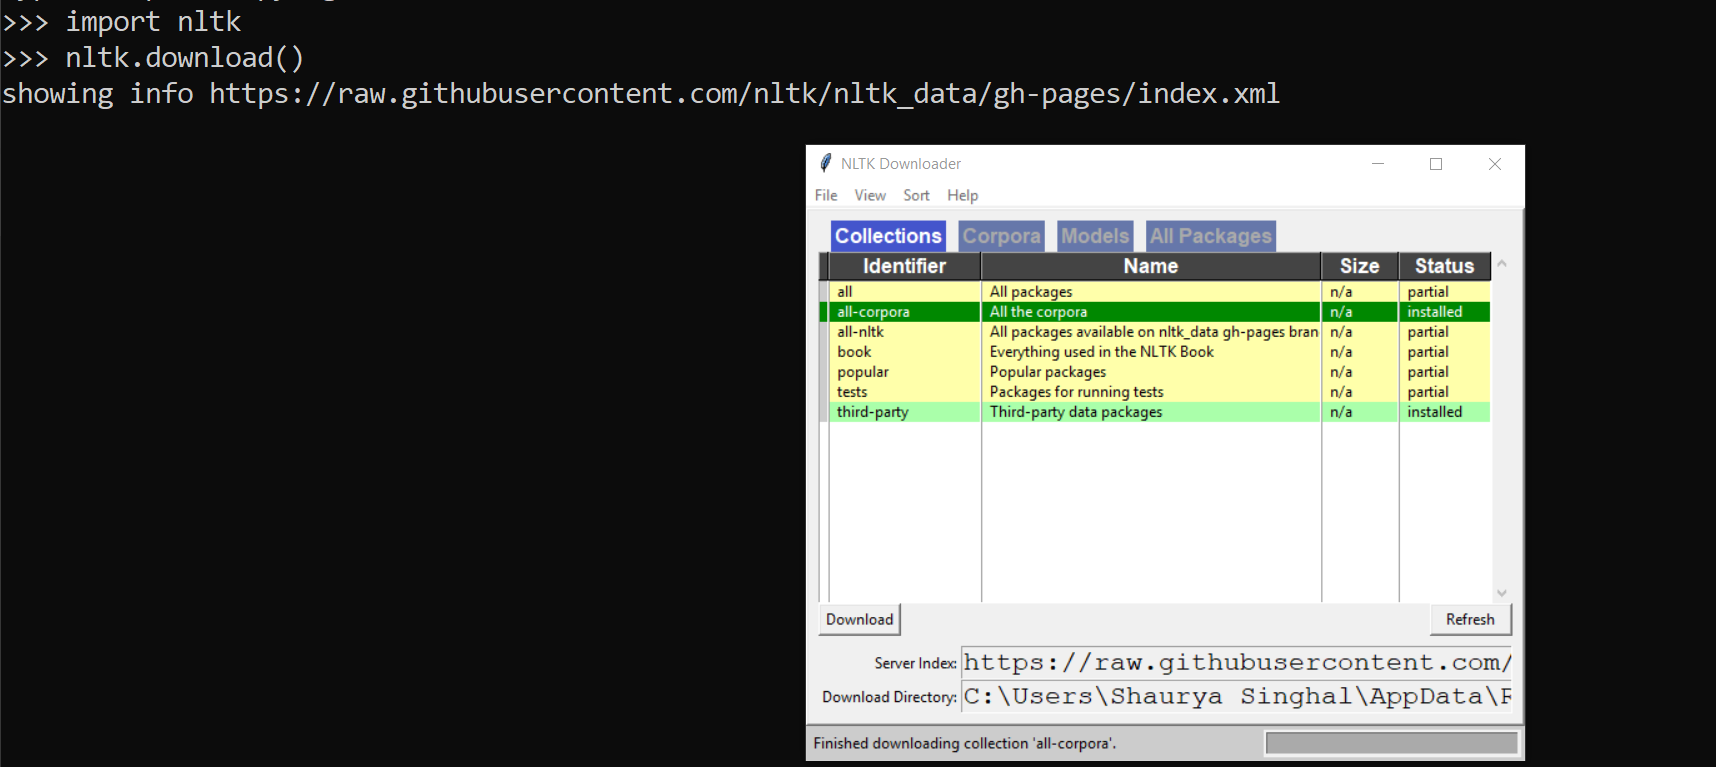 >>> import nltk
>>> nltk.download()
showing info https://raw.githubusercontent.com/nltk/nltk_data/gh-pages/index.xml
NLTK Downloader
File View Sort Help
Collections Corpora Models All Packages
Identifier Name Size Status
all All packages n/a partial
all-corpora All the corpora n/a installed
all-nltk All packages available on nltk_data gh-pages bran n/a partial
book Everything used in the NLTK Book n/a partial
popular Popular packages n/a partial
tests Packages for running tests n/a partial
third-party Third-party data packages n/a installed
Download Refresh
Server Index: https://raw.githubusercontent.com/
Download Directory: C:\Users\Shaurya Singhal\AppData\R
Finished downloading collection 'all-corpora'.